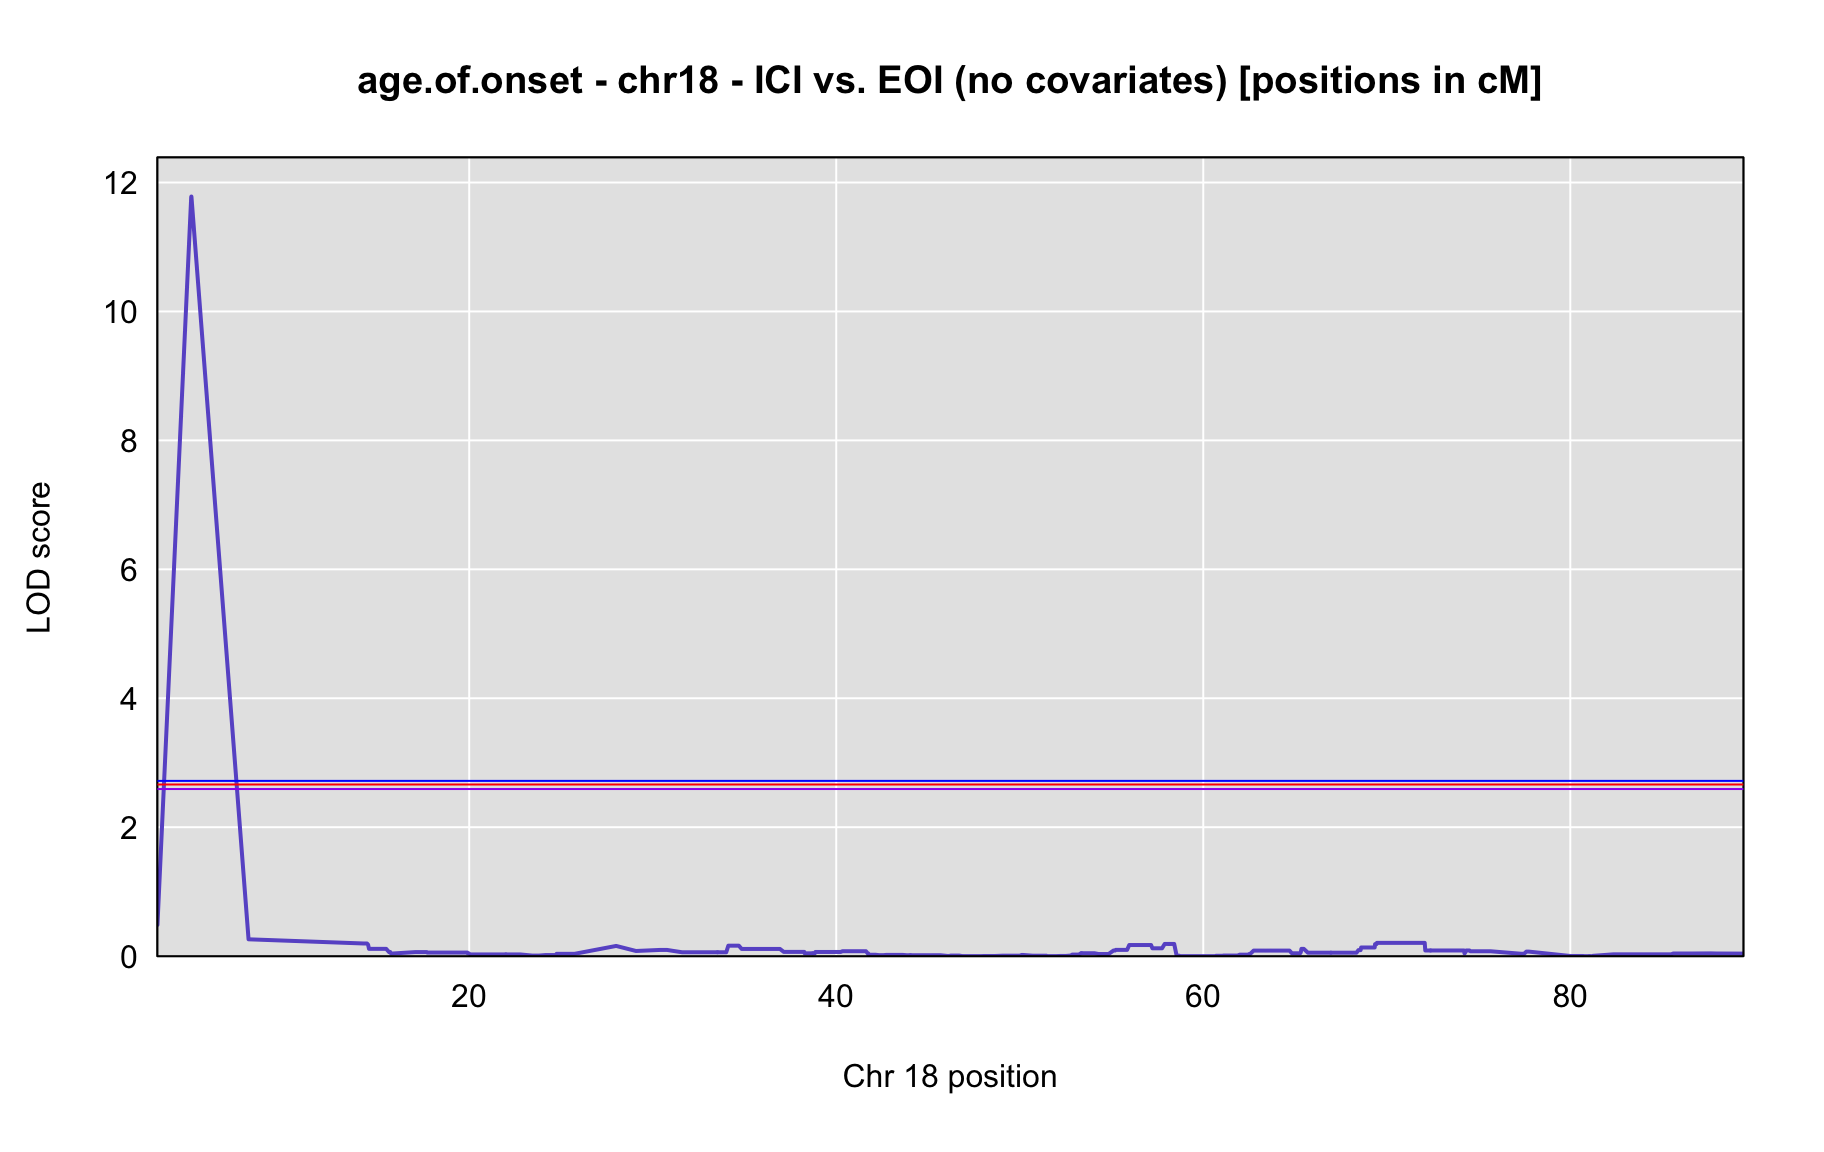 age.of.onset - chr18 - ICI vs. EOI (no covariates) [positions in cM]
12
10
8
6
4
2
0
LOD score
20 40 60 80
Chr 18 position